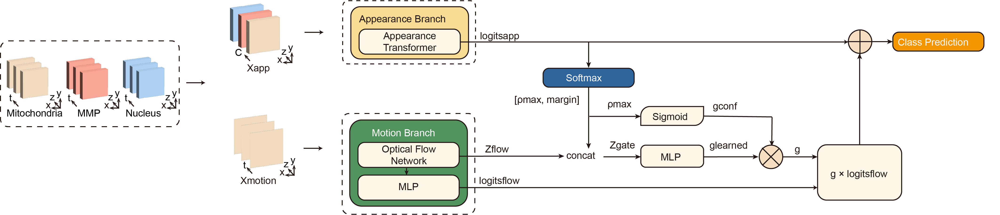 t
z
y
x
Mitochondria
t
z
y
x
MMP
t
z
y
x
Nucleus
C
z
y
x
Xapp
t
z
y
x
Xmotion
Appearance Branch
Appearance
Transformer
logitsapp
Motion Branch
Optical Flow
Network
MLP
Zflow
logitsflow
Softmax
[ρmax, margin]
ρmax
Sigmoid
gconf
concat
Zgate
MLP
glearned
g
g × logitsflow
Class Prediction